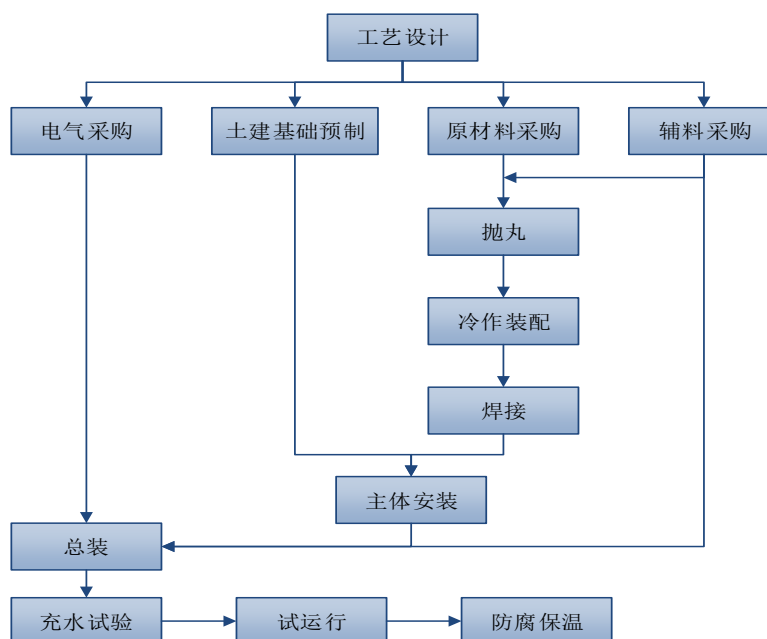 工艺设计
电气采购
土建基础预制
原材料采购
辅料采购
抛丸
冷作装配
焊接
主体安装
总装
充水试验
试运行
防腐保温